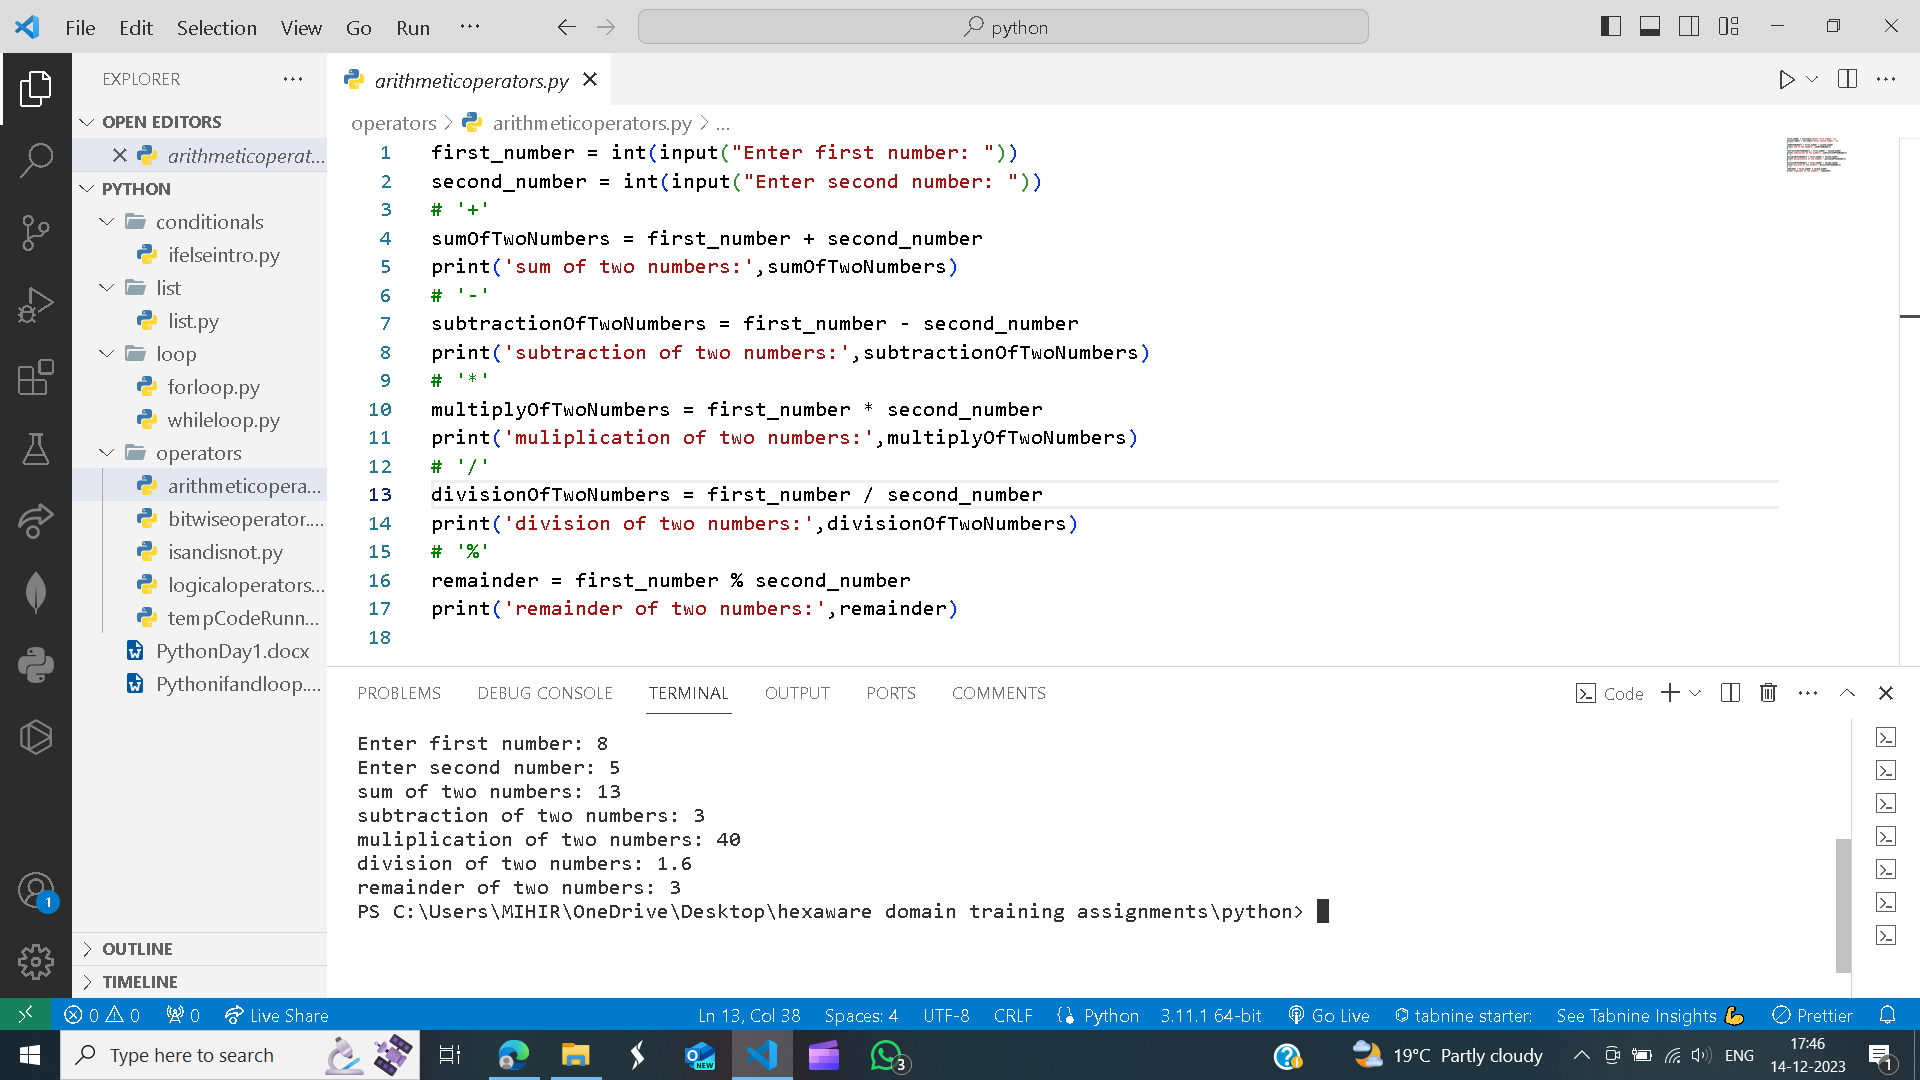 File Edit Selection View Go Run ... python
EXPLORER ...
arithmeticoperators.py
OPEN EDITORS
arithmeticoperat...
PYTHON
conditionals
ifelseintro.py
list
list.py
loop
forloop.py
whileloop.py
operators
arithmeticopera...
bitwiseoperator....
isandisnot.py
logicaloperators...
tempCodeRunn...
PythonDay1.docx
Pythonifandloop....
OUTLINE
TIMELINE
operators > arithmeticoperators.py > ...
1 first_number = int(input("Enter first number: "))
2 second_number = int(input("Enter second number: "))
3 # '+'
4 sumOfTwoNumbers = first_number + second_number
5 print('sum of two numbers:',sumOfTwoNumbers)
6 # '-'
7 subtractionOfTwoNumbers = first_number - second_number
8 print('subtraction of two numbers:',subtractionOfTwoNumbers)
9 # '*'
10 multiplyOfTwoNumbers = first_number * second_number
11 print('muliplication of two numbers:',multiplyOfTwoNumbers)
12 # '/'
13 divisionOfTwoNumbers = first_number / second_number
14 print('division of two numbers:',divisionOfTwoNumbers)
15 # '%'
16 remainder = first_number % second_number
17 print('remainder of two numbers:',remainder)
18
PROBLEMS DEBUG CONSOLE TERMINAL OUTPUT PORTS COMMENTS Code
Enter first number: 8
Enter second number: 5
sum of two numbers: 13
subtraction of two numbers: 3
muliplication of two numbers: 40
division of two numbers: 1.6
remainder of two numbers: 3
PS C:\Users\MIHIR\OneDrive\Desktop\hexaware domain training assignments\python>
1
0 0 0 Live Share Ln 13, Col 38 Spaces: 4 UTF-8 CRLF Python 3.11.1 64-bit Go Live tabnine starter: See Tabnine Insights Prettier
Type here to search NEW 3 19°C Partly cloudy ENG 17:46
14-12-2023 1